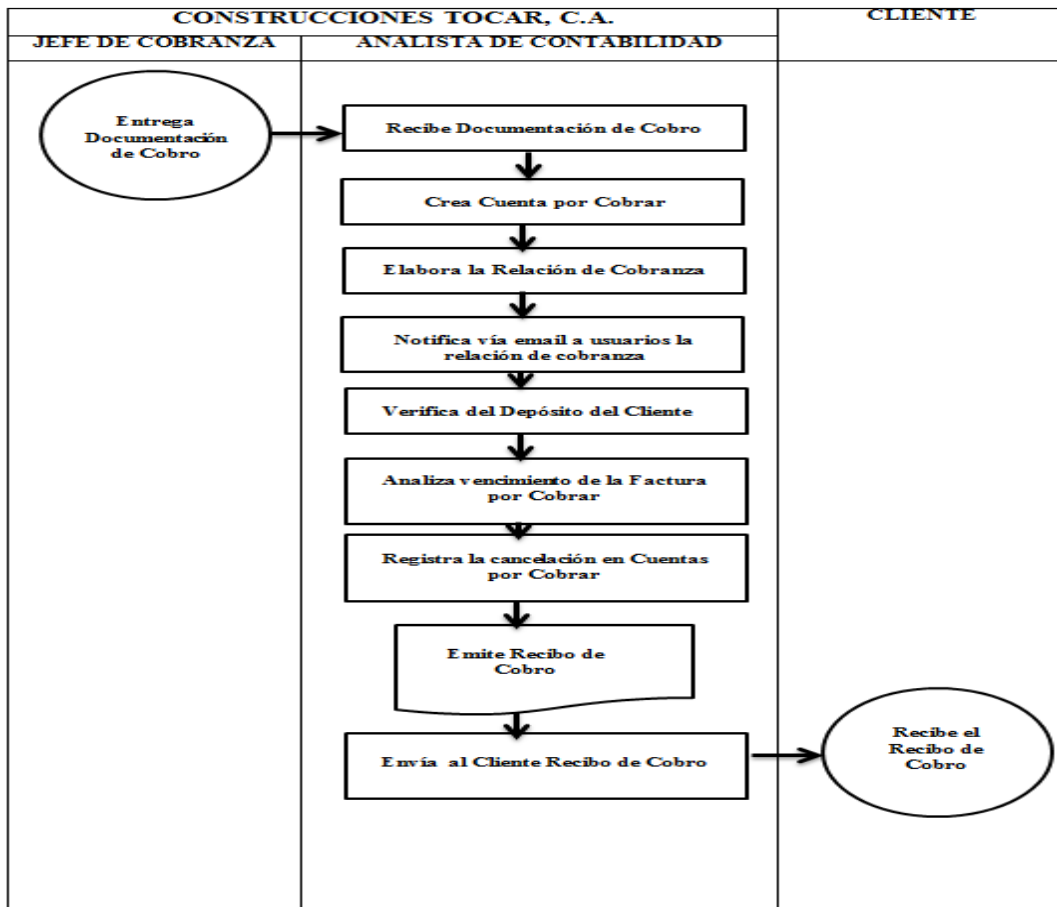 CONSTRUCCIONES TOCAR, C.A.
CLIENTE
JEFE DE COBRANZA
ANALISTA DE CONTABILIDAD
Entrega
Documentación
de Cobro
Recibe Documentación de Cobro
Crea Cuenta por Cobrar
Elabora la Relación de Cobranza
Notifica vía email a usuarios la
relación de cobranza
Verifica del Depósito del Cliente
Analiza vencimiento de la Factura
por Cobrar
Registra la cancelación en Cuentas
por Cobrar
Emite Recibo de
Cobro
Envía al Cliente Recibo de Cobro
Recibe el
Recibo de
Cobro